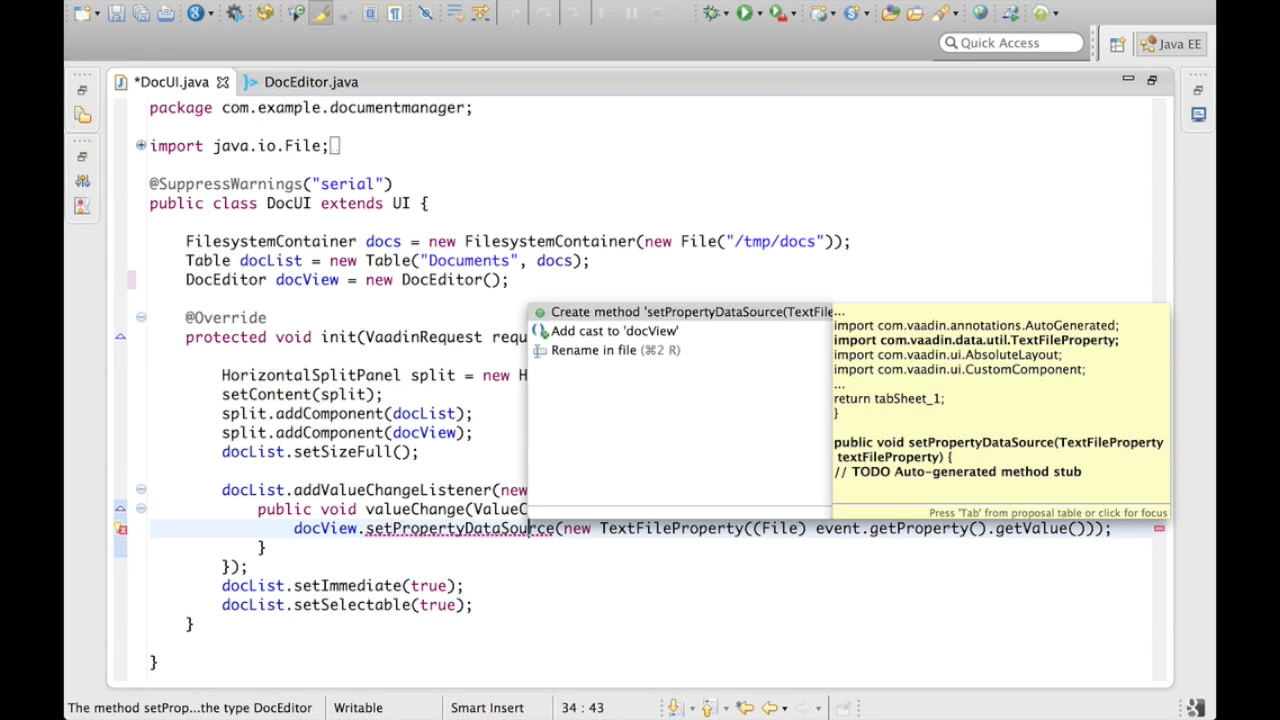 Quick Access
Java EE
*DocUI.java
DocEditor.java
package com.example.documentmanager;
import java.io.File;
@SuppressWarnings("serial")
public class DocUI extends UI {
FilesystemContainer docs = new FilesystemContainer(new File("/tmp/docs"));
Table docList = new Table("Documents", docs);
DocEditor docView = new DocEditor();
@Override
protected void init(VaadinRequest requ
HorizontalSplitPanel split = new H
setContent(split);
split.addComponent(docList);
split.addComponent(docView);
docList.setSizeFull();
docList.addValueChangeListener(new
public void valueChange(ValueC
docView.setPropertyDataSource(new TextFileProperty((File) event.getProperty().getValue()));
}
});
docList.setImmediate(true);
docList.setSelectable(true);
}
}
Create method 'setPropertyDataSource(TextFile
Add cast to 'docView'
Rename in file (⌘2 R)
...
import com.vaadin.annotations.AutoGenerated;
import com.vaadin.data.util.TextFileProperty;
import com.vaadin.ui.AbsoluteLayout;
import com.vaadin.ui.CustomComponent;
...
return tabSheet_1;
}
public void setPropertyDataSource(TextFileProperty
textFileProperty) {
// TODO Auto-generated method stub
Press 'Tab' from proposal table or click for focus
The method setProp...the type DocEditor
Writable
Smart Insert
34 : 43